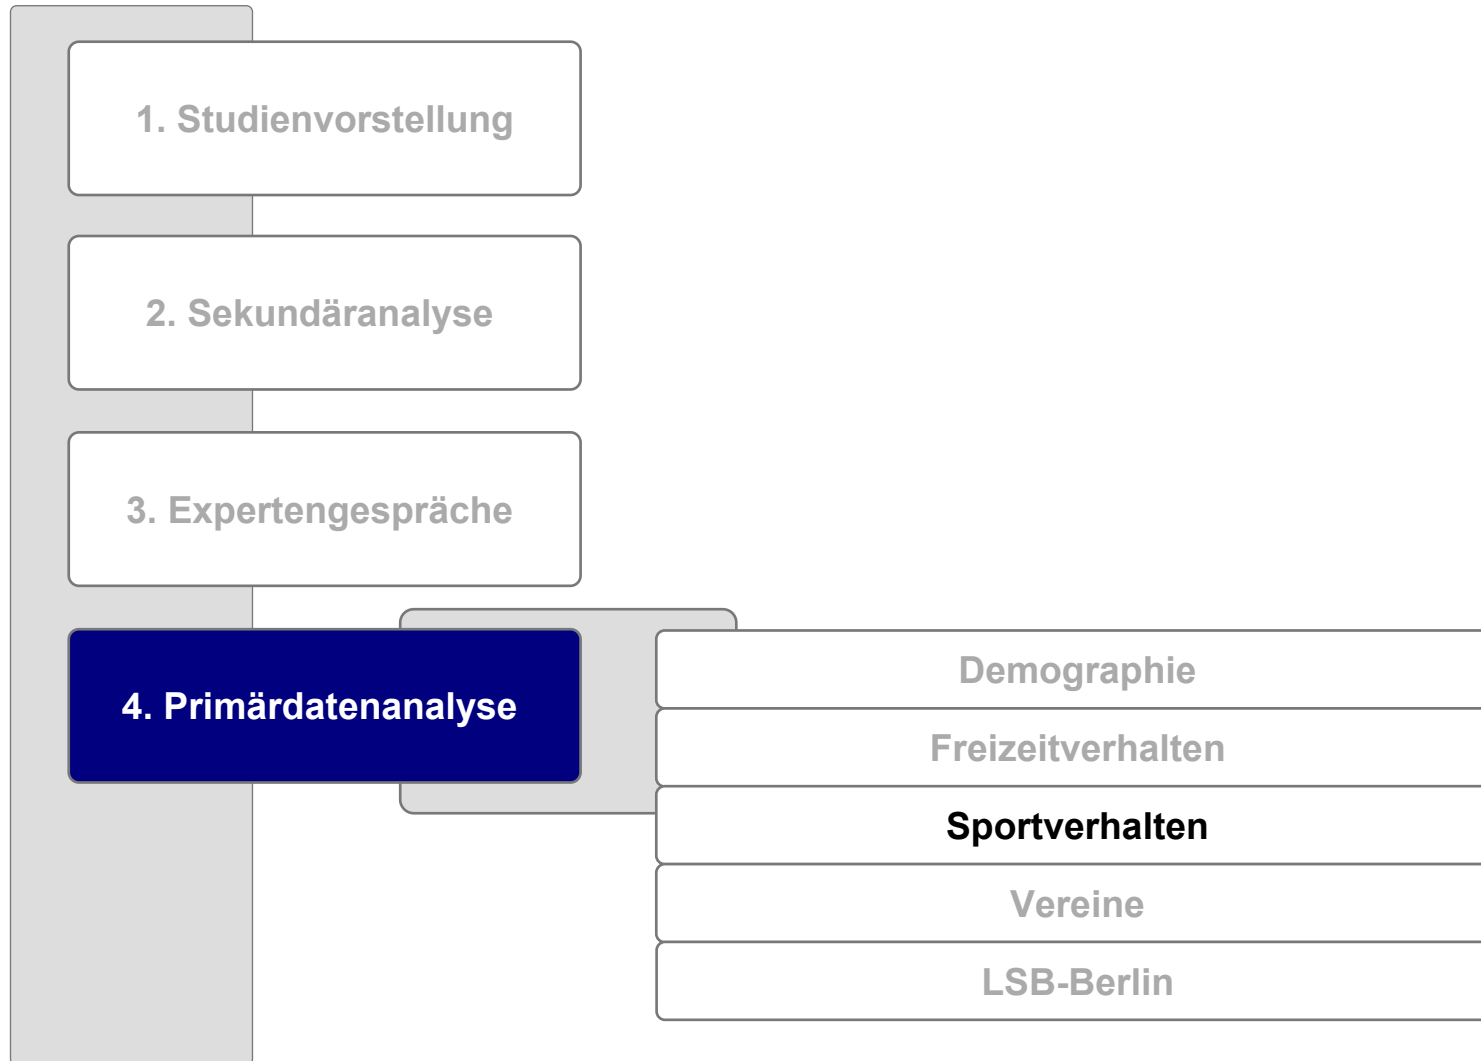 1. Studienvorstellung
2. Sekundäranalyse
3. Expertengespräche
4. Primärdatenanalyse
Demographie
Freizeitverhalten
Sportverhalten
Vereine
LSB-Berlin